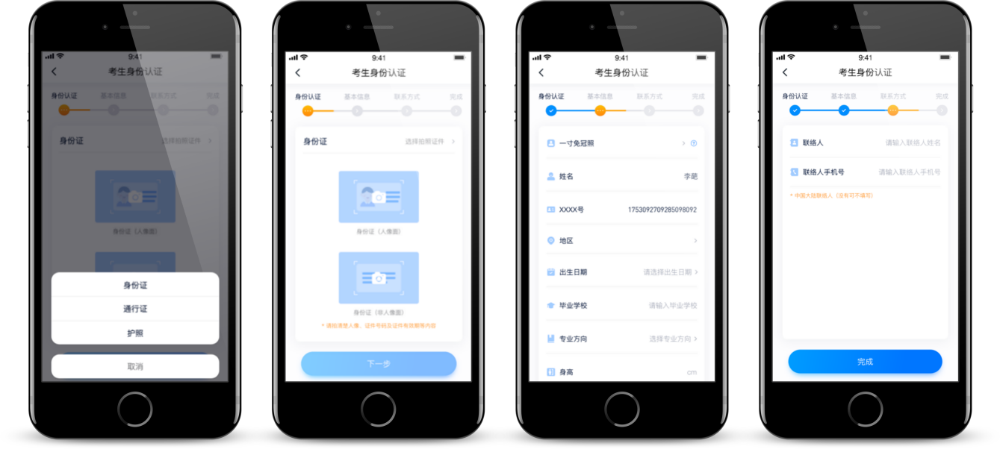 9:41
考生身份认证
身份认证 基本信息 联系方式 完成
身份证 选择拍照证件
身份证（人像面）
身份证
通行证
护照
取消
9:41
考生身份认证
身份认证 基本信息 联系方式 完成
身份证 选择拍照证件
身份证（人像面）
身份证（非人像面）
* 请拍清楚人像、证件号码及证件有效期等内容
下一步
9:41
考生身份认证
身份认证 基本信息 联系方式 完成
一寸免冠照
姓名 李葩
XXXX号 1753092709285098092
地区
出生日期 请选择出生日期
毕业学校 请输入毕业学校
专业方向 选择专业方向
身高 cm
9:41
考生身份认证
身份认证 基本信息 联系方式 完成
联络人 请输入联络人姓名
联络人手机号 请输入联络人手机号
* 中国大陆联络人（没有可不填写）
完成